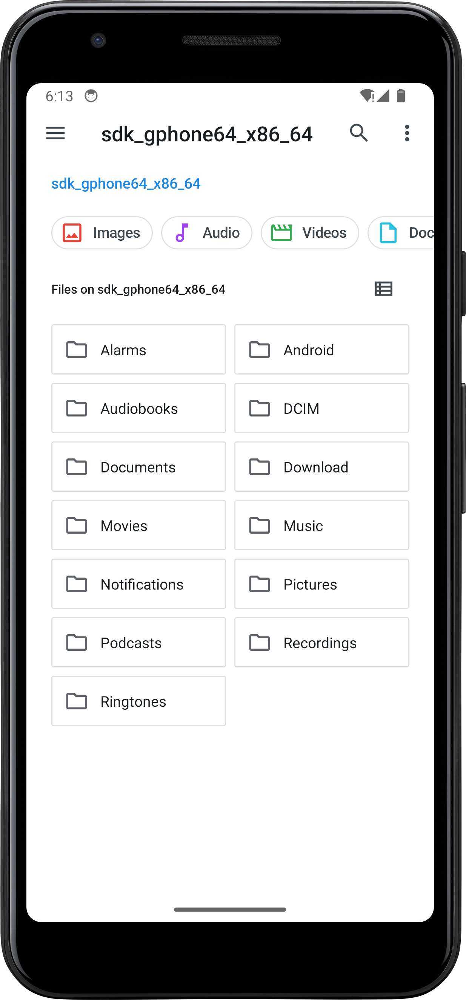 6:13
sdk_gphone64_x86_64
sdk_gphone64_x86_64
Images Audio Videos Doc
Files on sdk_gphone64_x86_64
Alarms Android
Audiobooks DCIM
Documents Download
Movies Music
Notifications Pictures
Podcasts Recordings
Ringtones